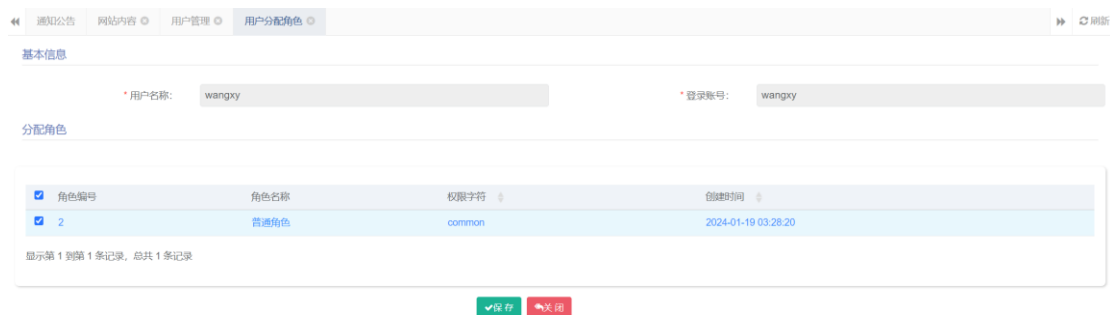 通知公告 网站内容 用户管理 用户分配角色 刷新
基本信息
* 用户名称: wangxy * 登录账号: wangxy
分配角色
角色编号 角色名称 权限字符 创建时间
2 普通角色 common 2024-01-19 03:28:20
显示第 1 到第 1 条记录，总共 1 条记录
保存 关闭